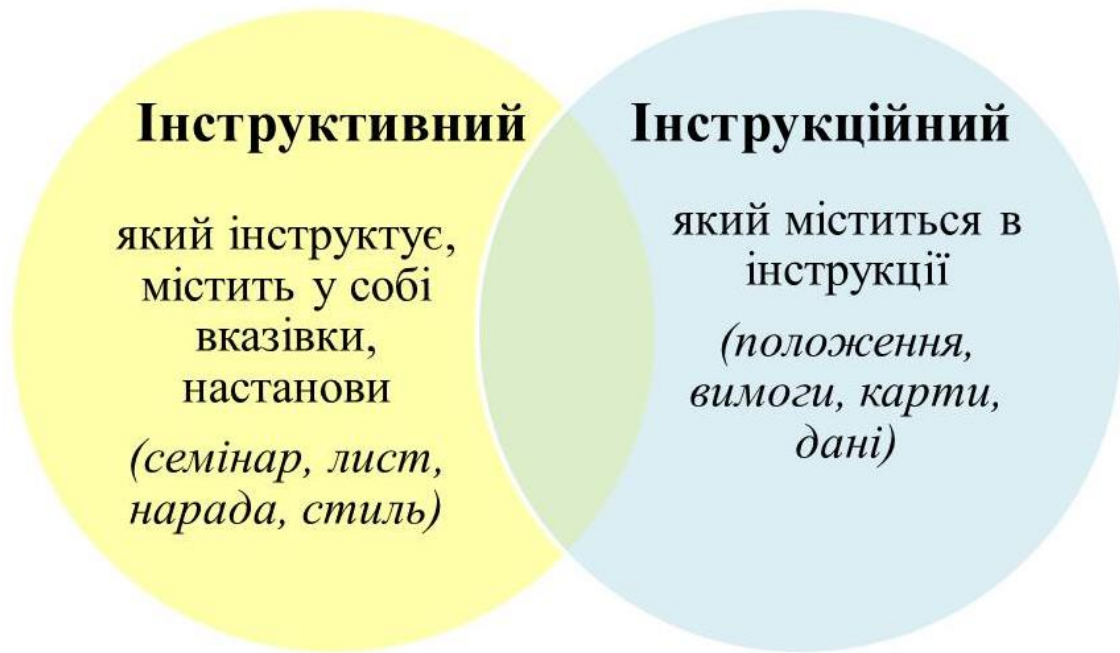 Інструктивний
який інструктує,
містить у собі
вказівки,
настанови
(семінар, лист,
нарада, стиль)
Інструкційний
який міститься в
інструкції
(положення,
вимоги, карти,
дані)